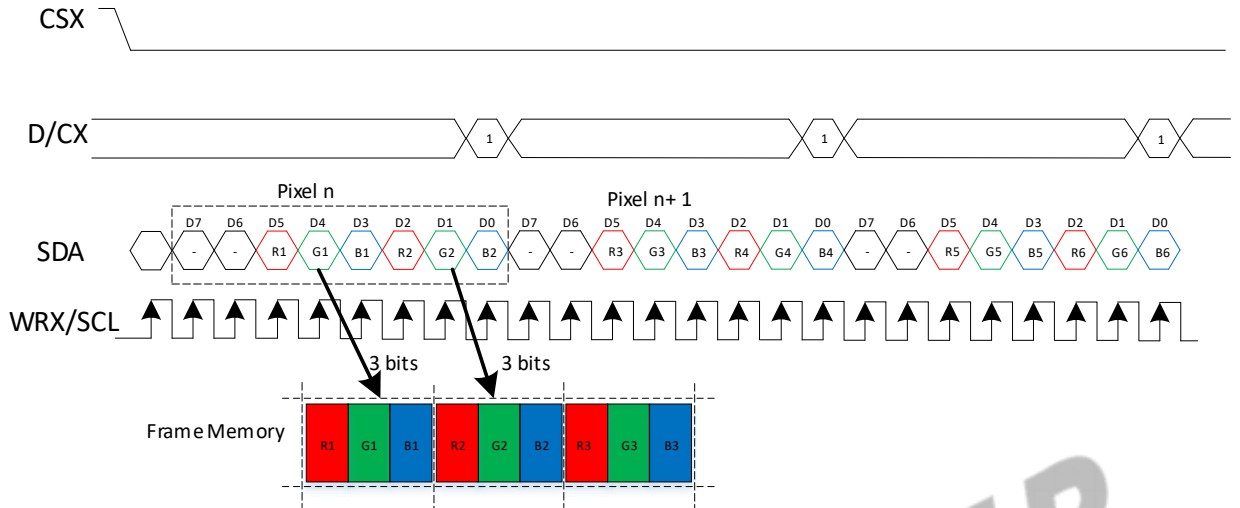 CSX
D/CX 1 1 1
Pixel n Pixel n+ 1
D7 D6 D5 D4 D3 D2 D1 D0 D7 D6 D5 D4 D3 D2 D1 D0 D7 D6 D5 D4 D3 D2 D1 D0
SDA - - R1 G1 B1 R2 G2 B2 - - R3 G3 B3 R4 G4 B4 - - R5 G5 B5 R6 G6 B6
WRX/SCL
3 bits 3 bits
Frame Memory R1 G1 B1 R2 G2 B2 R3 G3 B3